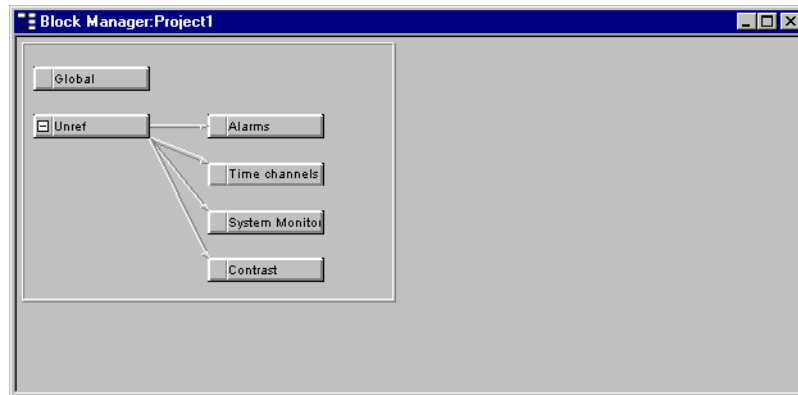 Block Manager:Project1
Global
Unref
Alarms
Time channels
System Monitor
Contrast